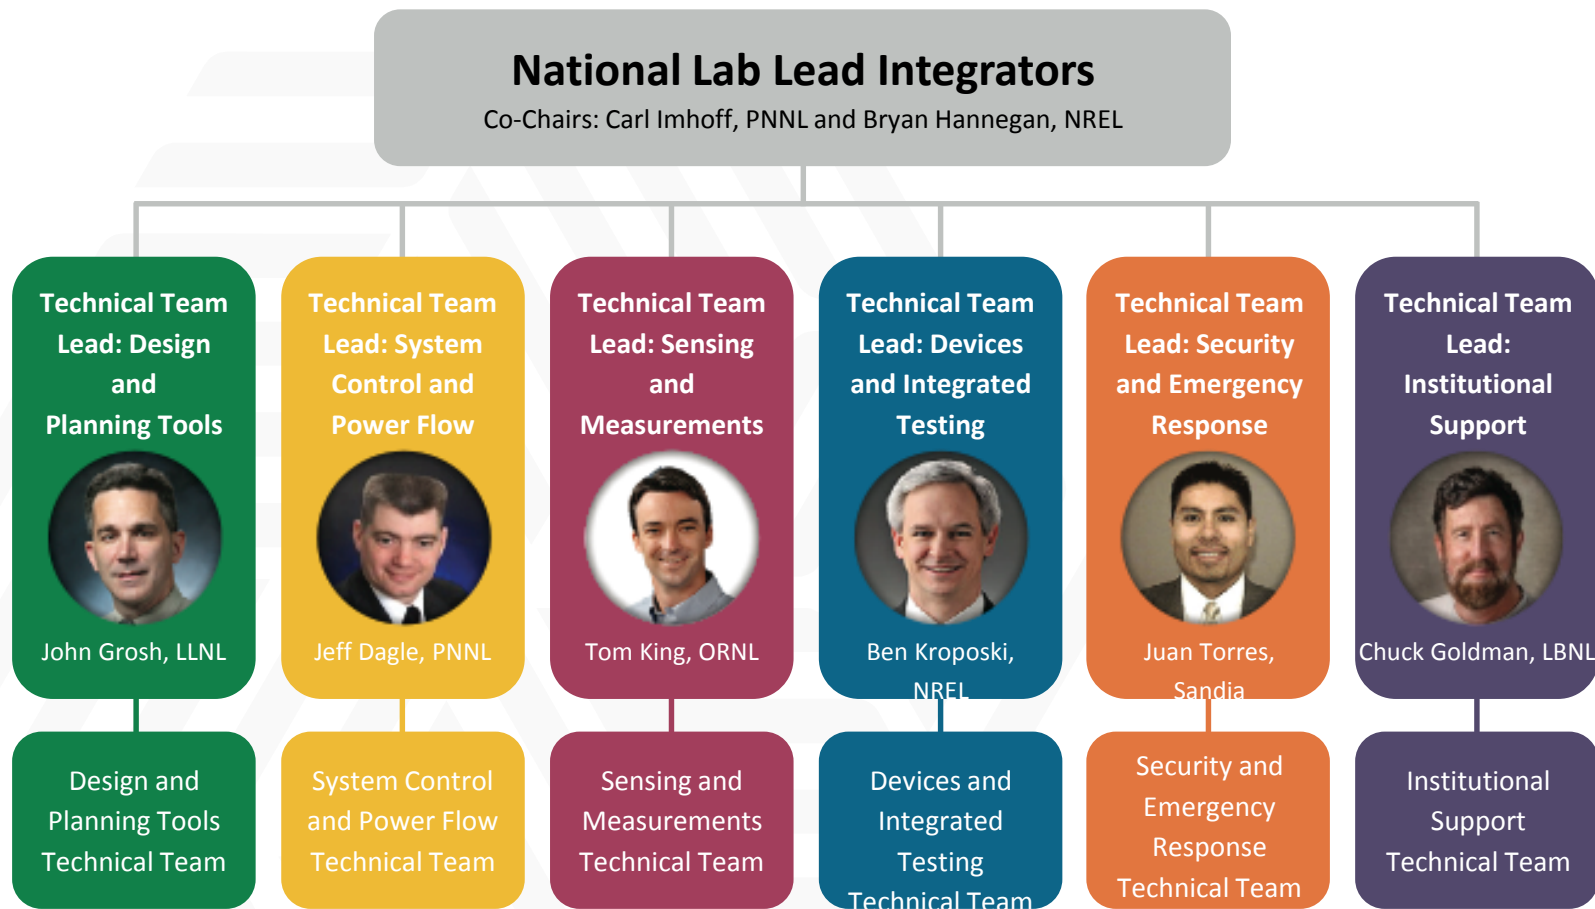 National Lab Lead Integrators
Co-Chairs: Carl Imhoff, PNNL and Bryan Hannegan, NREL
Technical Team
Lead: Design
and
Planning Tools
John Grosh, LLNL
Technical Team
Lead: System
Control and
Power Flow
Jeff Dagle, PNNL
Technical Team
Lead: Sensing
and
Measurements
Tom King, ORNL
Technical Team
Lead: Devices
and Integrated
Testing
Ben Kroposki,
NREL
Technical Team
Lead: Security
and Emergency
Response
Juan Torres,
Sandia
Technical Team
Lead:
Institutional
Support
Chuck Goldman, LBNL
Design and
Planning Tools
Technical Team
System Control
and Power Flow
Technical Team
Sensing and
Measurements
Technical Team
Devices and
Integrated
Testing
Technical Team
Security and
Emergency
Response
Technical Team
Institutional
Support
Technical Team